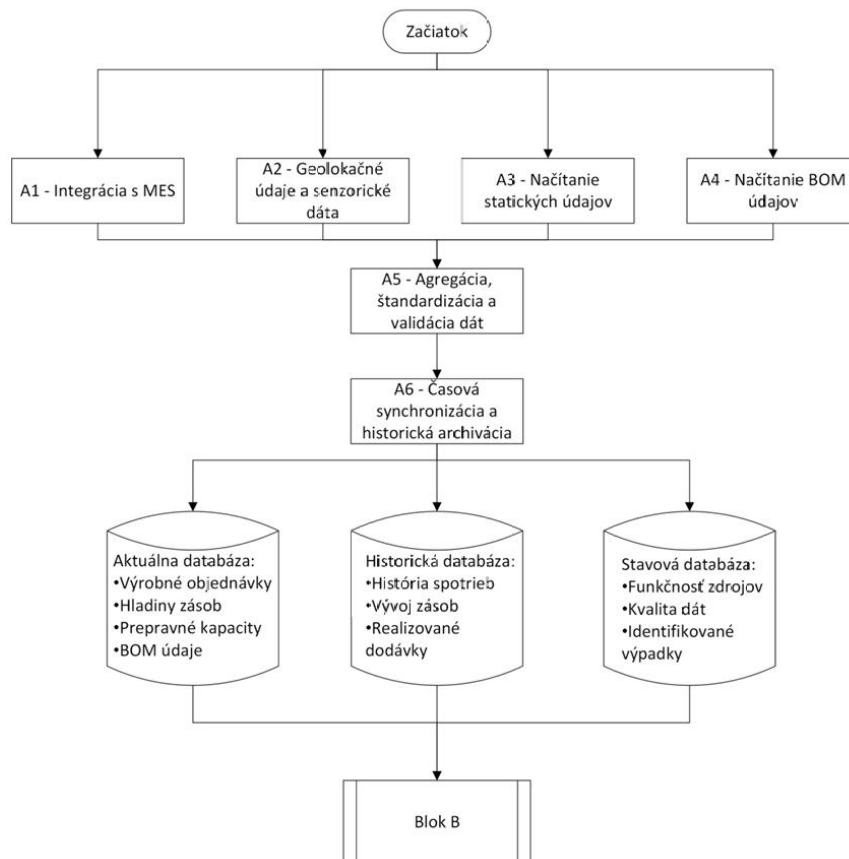 Začiatok
A1 - Integrácia s MES
A2 - Geolokačné
údaje a senzorické
dáta
A3 - Načítanie
statických údajov
A4 - Načítanie BOM
údajov
A5 - Agregácia,
štandardizácia a
validácia dát
A6 - Časová
synchronizácia a
historická archivácia
Aktuálna databáza:
•Výrobné objednávky
•Hladiny zásob
•Prepravné kapacity
•BOM údaje
Historická databáza:
•História spotrieb
•Vývoj zásob
•Realizované
dodávky
Stavová databáza:
•Funkčnosť zdrojov
•Kvalita dát
•Identifikované
výpadky
Blok B